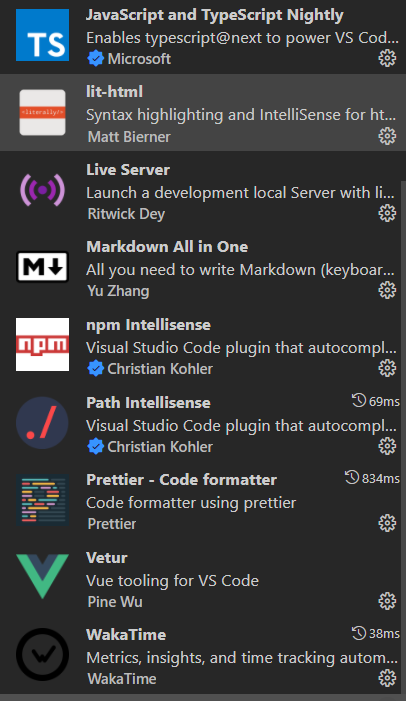 JavaScript and TypeScript Nightly
TS
Enables typescript@next to power VS Cod...
Microsoft
lit-html
<literally/>
Syntax highlighting and IntelliSense for ht...
Matt Bierner
Live Server
Launch a development local Server with li...
Ritwick Dey
Markdown All in One
M
All you need to write Markdown (keyboar...
Yu Zhang
npm Intellisense
npm
Visual Studio Code plugin that autocompl...
Christian Kohler
Path Intellisense 69ms
./
Visual Studio Code plugin that autocompl...
Christian Kohler
Prettier - Code formatter 834ms
Code formatter using prettier
Prettier
Vetur
Vue tooling for VS Code
Pine Wu
WakaTime 38ms
Metrics, insights, and time tracking autom...
WakaTime